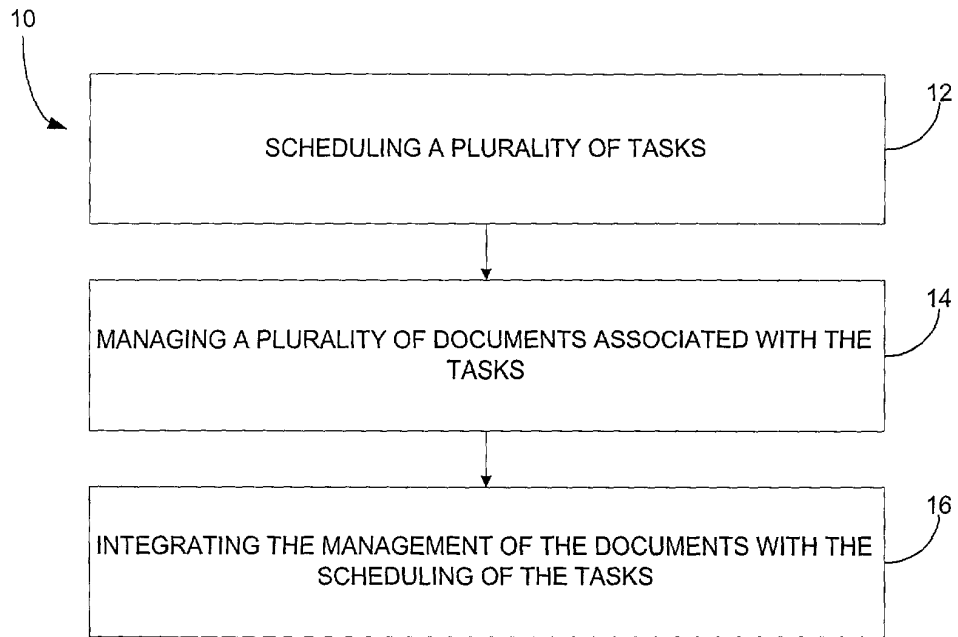 10
12
SCHEDULING A PLURALITY OF TASKS
14
MANAGING A PLURALITY OF DOCUMENTS ASSOCIATED WITH THE
TASKS
16
INTEGRATING THE MANAGEMENT OF THE DOCUMENTS WITH THE
SCHEDULING OF THE TASKS